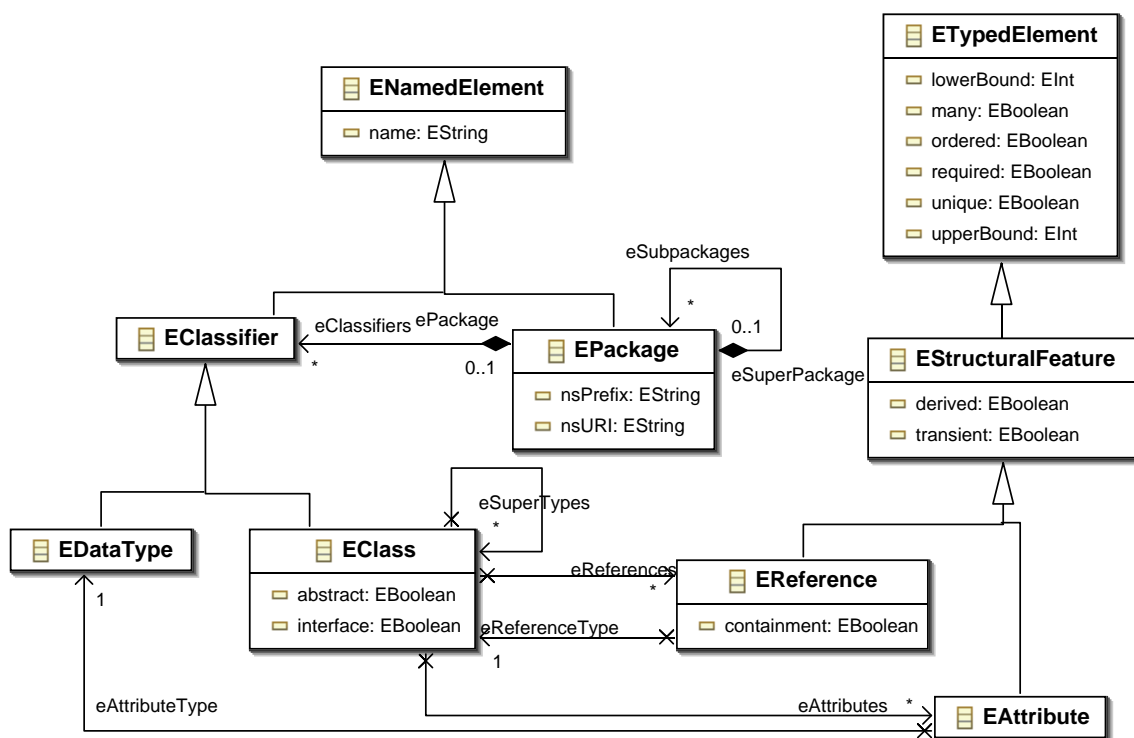 ETypedElement
lowerBound: EInt
many: EBoolean
ordered: EBoolean
required: EBoolean
unique: EBoolean
upperBound: EInt
ENamedElement
name: EString
eSubpackages
*
0..1
eSuperPackage
EClassifier
eClassifiers
ePackage
*
0..1
EPackage
nsPrefix: EString
nsURI: EString
EStructuralFeature
derived: EBoolean
transient: EBoolean
eSuperTypes
*
EDataType
1
EClass
abstract: EBoolean
interface: EBoolean
eReferences
*
eReferenceType
1
EReference
containment: EBoolean
eAttributeType
eAttributes
*
EAttribute